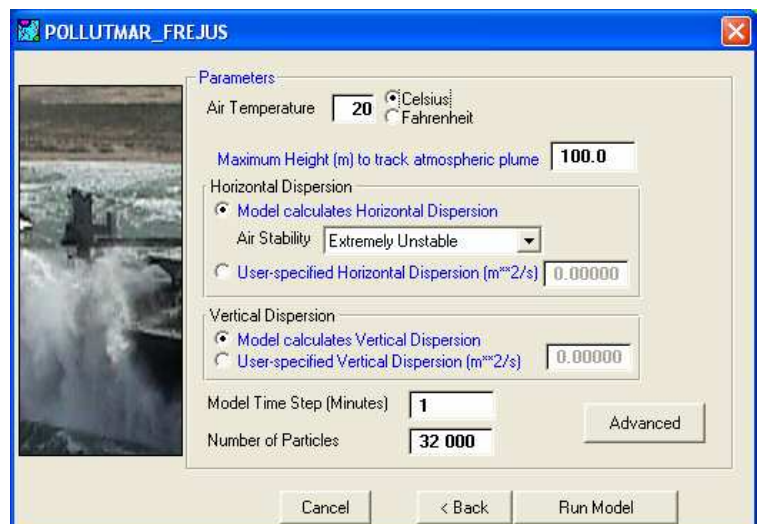 POLLUTMAR_FREJUS
Parameters
Air Temperature 20 Celsius
Fahrenheit
Maximum Height (m) to track atmospheric plume 100.0
Horizontal Dispersion
Model calculates Horizontal Dispersion
Air Stability Extremely Unstable
User-specified Horizontal Dispersion (m**2/s) 0.00000
Vertical Dispersion
Model calculates Vertical Dispersion
User-specified Vertical Dispersion (m**2/s) 0.00000
Model Time Step (Minutes) 1
Advanced
Number of Particles 32 000
Cancel < Back Run Model